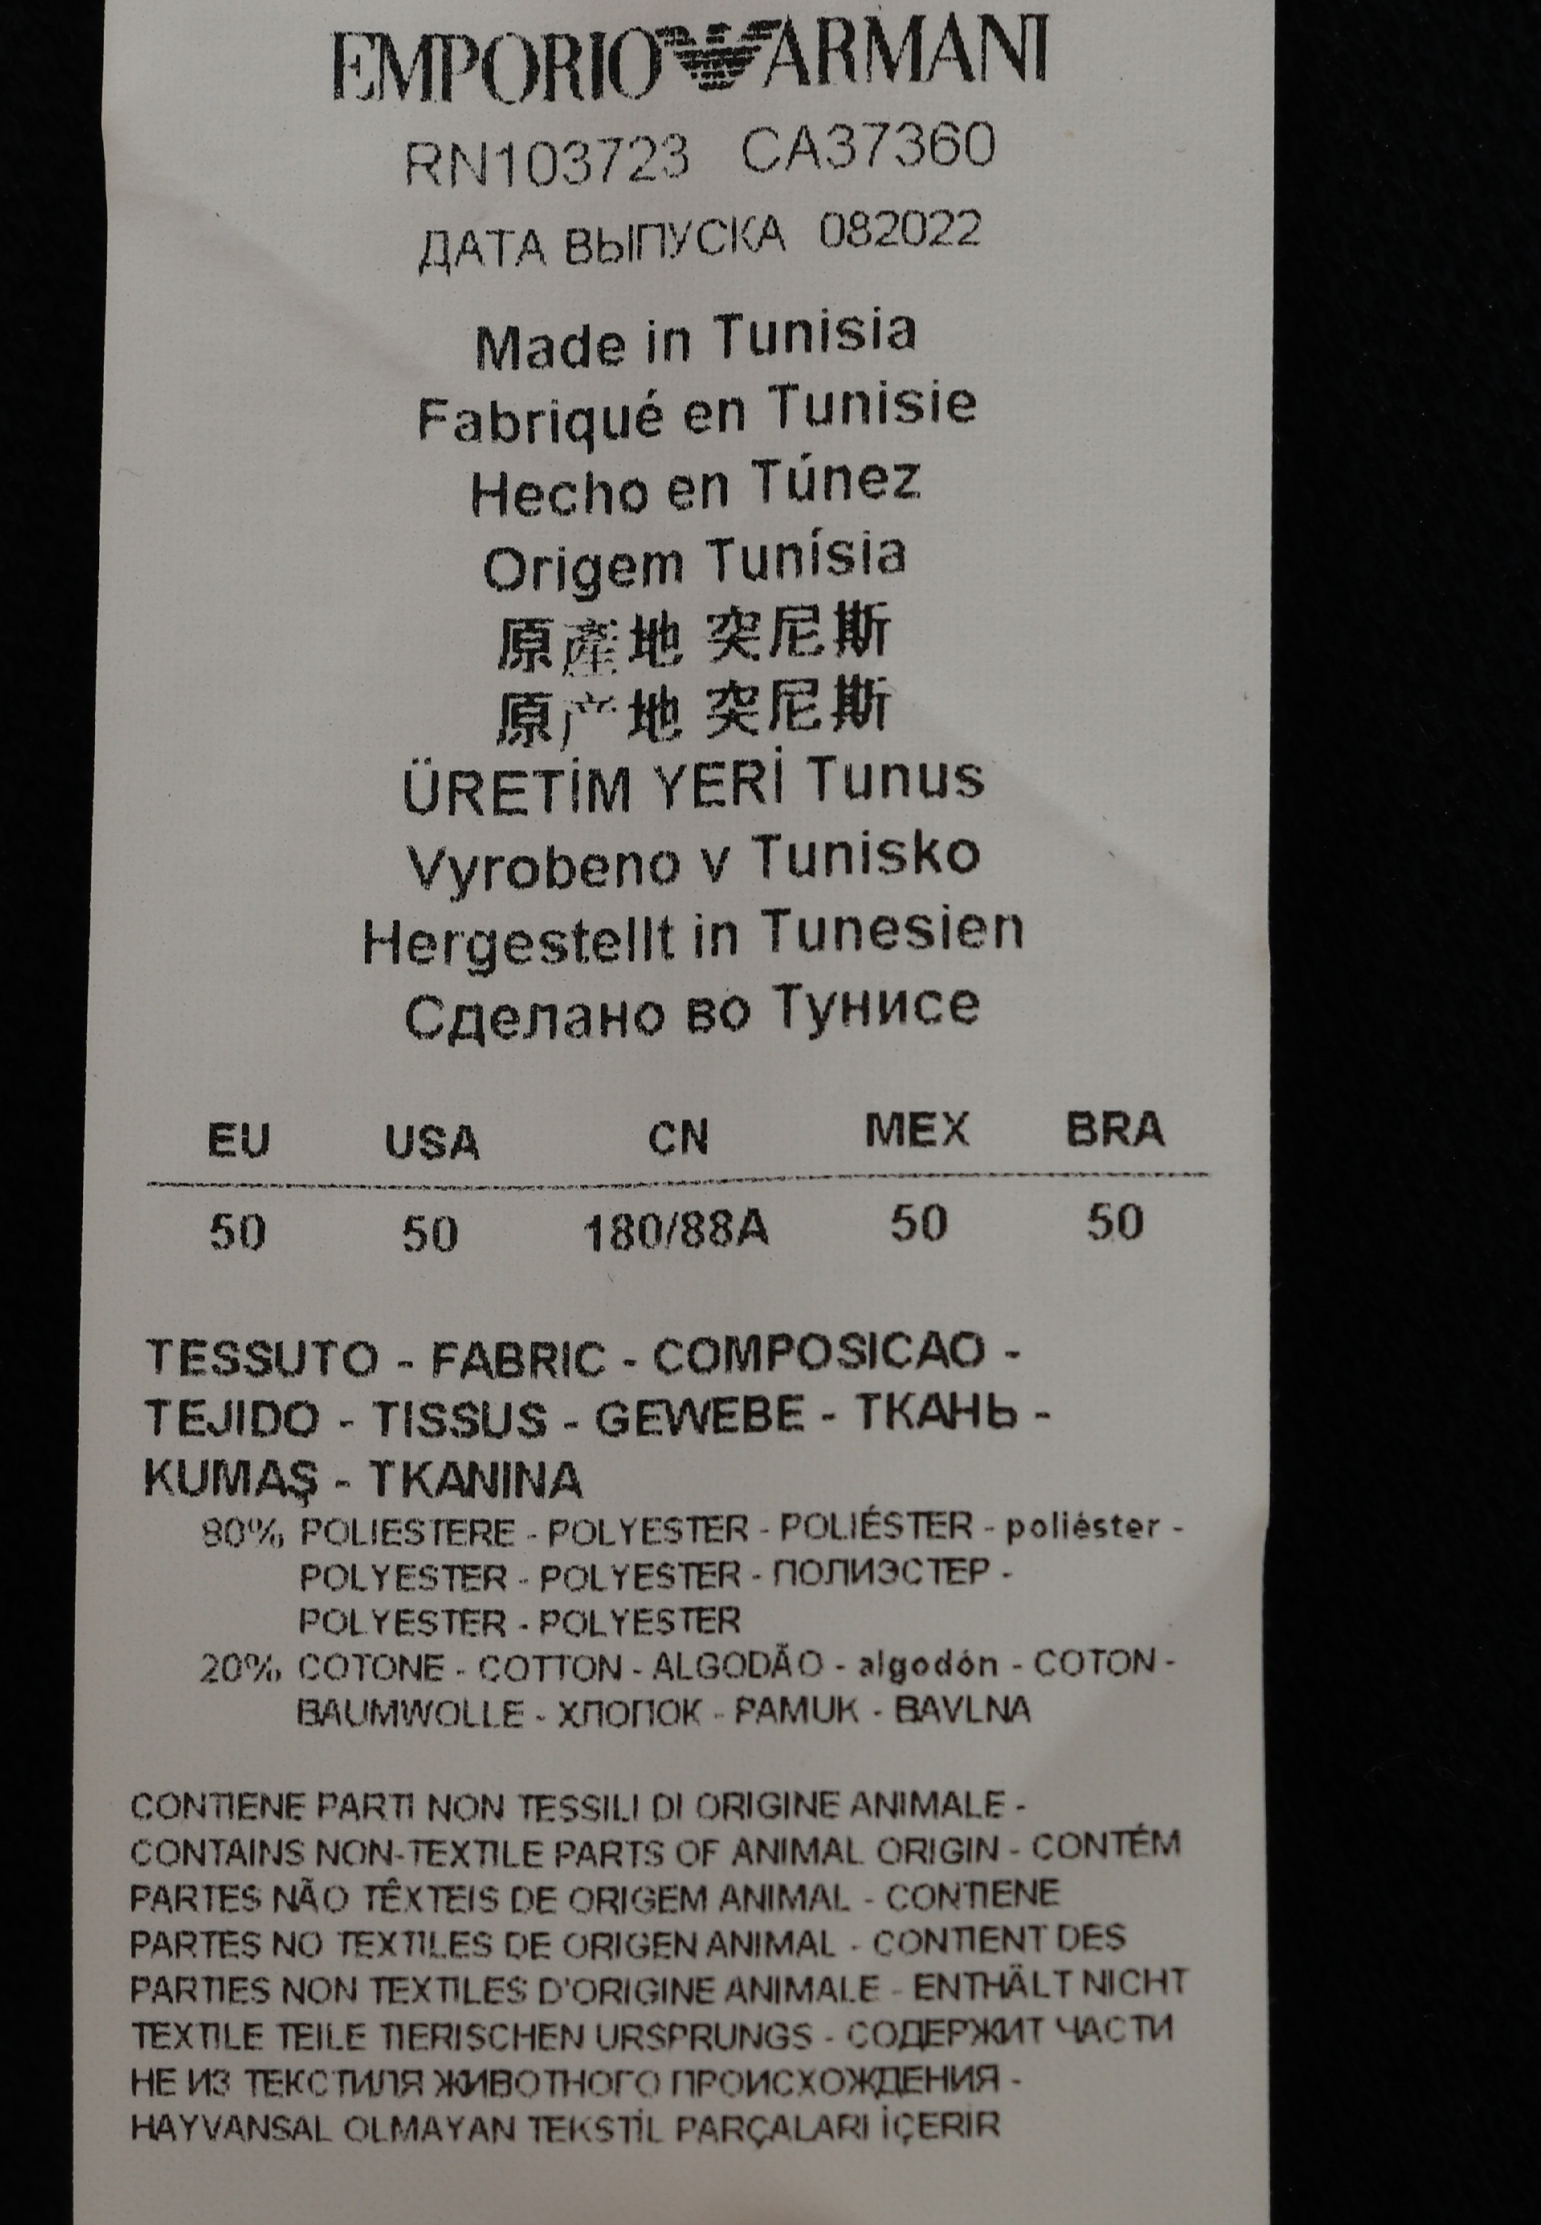 EMPORIO ARMANI
RN103723 CA37360
ДАТА ВЫПУСКА 082022
Made in Tunisia
Fabriqué en Tunisie
Hecho en Túnez
Origem Tunísia
原產地 突尼斯
原产地 突尼斯
ÜRETİM YERİ Tunus
Vyrobeno v Tunisko
Hergestellt in Tunesien
Сделано во Тунисе
EU USA CN MEX BRA
50 50 180/88A 50 50
TESSUTO - FABRIC - COMPOSICAO -
TEJIDO - TISSUS - GEWEBE - ТКАНЬ -
KUMAŞ - TKANINA
80% POLIESTERE - POLYESTER - POLIÉSTER - poliéster -
POLYESTER - POLYESTER - ПОЛИЭСТЕР -
POLYESTER - POLYESTER
20% COTONE - COTTON - ALGODÃO - algodón - COTON -
BAUMWOLLE - ХЛОПОК - PAMUK - BAVLNA
CONTIENE PARTI NON TESSILI DI ORIGINE ANIMALE -
CONTAINS NON-TEXTILE PARTS OF ANIMAL ORIGIN - CONTÉM
PARTES NÃO TÊXTEIS DE ORIGEM ANIMAL - CONTIENE
PARTES NO TEXTILES DE ORIGEN ANIMAL - CONTIENT DES
PARTIES NON TEXTILES D'ORIGINE ANIMALE - ENTHÄLT NICHT
TEXTILE TEILE TIERISCHEN URSPRUNGS - СОДЕРЖИТ ЧАСТИ
НЕ ИЗ ТЕКСТИЛЯ ЖИВОТНОГО ПРОИСХОЖДЕНИЯ -
HAYVANSAL OLMAYAN TEKSTİL PARÇALARI İÇERİR